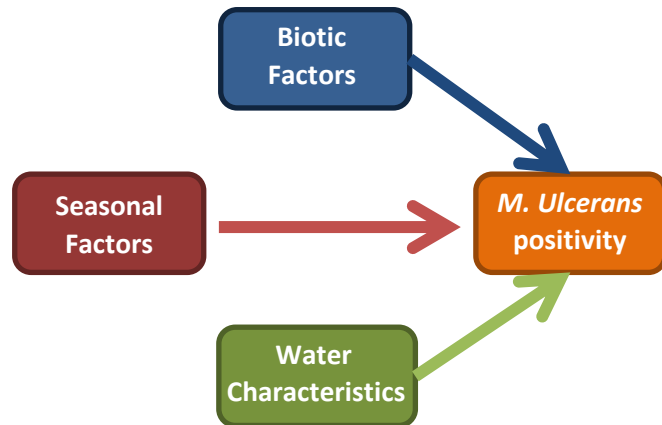 Biotic
Factors
Seasonal
Factors
M. Ulcerans
positivity
Water
Characteristics